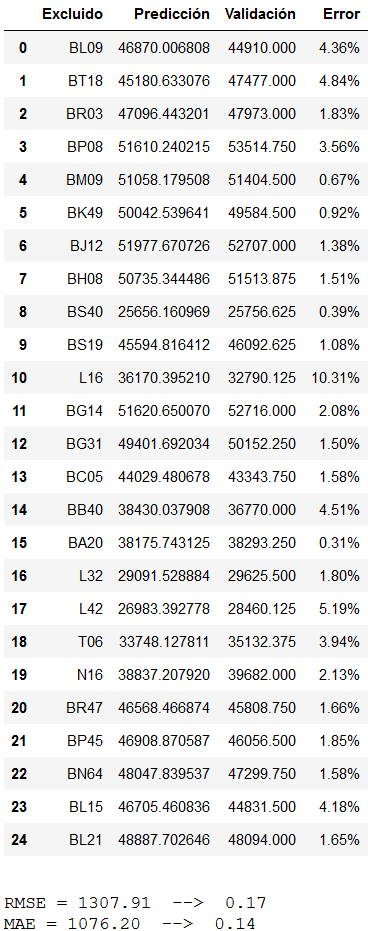 Excluido Predicción Validación Error
0 BL09 46870.006808 44910.000 4.36%
1 BT18 45180.633076 47477.000 4.84%
2 BR03 47096.443201 47973.000 1.83%
3 BP08 51610.240215 53514.750 3.56%
4 BM09 51058.179508 51404.500 0.67%
5 BK49 50042.539641 49584.500 0.92%
6 BJ12 51977.670726 52707.000 1.38%
7 BH08 50735.344486 51513.875 1.51%
8 BS40 25656.160969 25756.625 0.39%
9 BS19 45594.816412 46092.625 1.08%
10 L16 36170.395210 32790.125 10.31%
11 BG14 51620.650070 52716.000 2.08%
12 BG31 49401.692034 50152.250 1.50%
13 BC05 44029.480678 43343.750 1.58%
14 BB40 38430.037908 36770.000 4.51%
15 BA20 38175.743125 38293.250 0.31%
16 L32 29091.528884 29625.500 1.80%
17 L42 26983.392778 28460.125 5.19%
18 T06 33748.127811 35132.375 3.94%
19 N16 38837.207920 39682.000 2.13%
20 BR47 46568.466874 45808.750 1.66%
21 BP45 46908.870587 46056.500 1.85%
22 BN64 48047.839537 47299.750 1.58%
23 BL15 46705.460836 44831.500 4.18%
24 BL21 48887.702646 48094.000 1.65%
RMSE = 1307.91 --> 0.17
MAE = 1076.20 --> 0.14